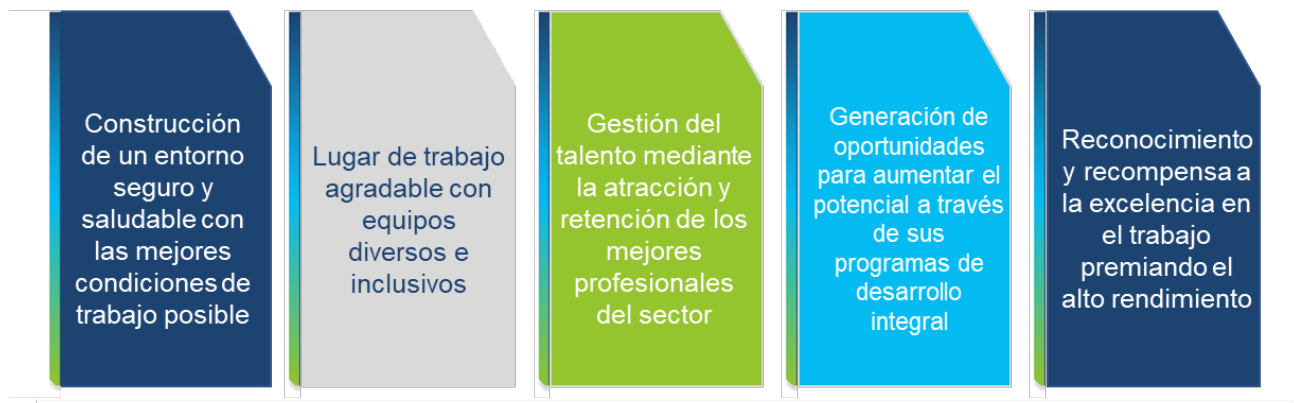 Construcción
de un entorno
seguro y
saludable con
las mejores
condiciones de
trabajo posible
Lugar de trabajo
agradable con
equipos
diversos e
inclusivos
Gestión del
talento mediante
la atracción y
retención de los
mejores
profesionales
del sector
Generación de
oportunidades
para aumentar el
potencial a través
de sus
programas de
desarrollo
integral
Reconocimiento
y recompensa a
la excelencia en
el trabajo
premiando el
alto rendimiento